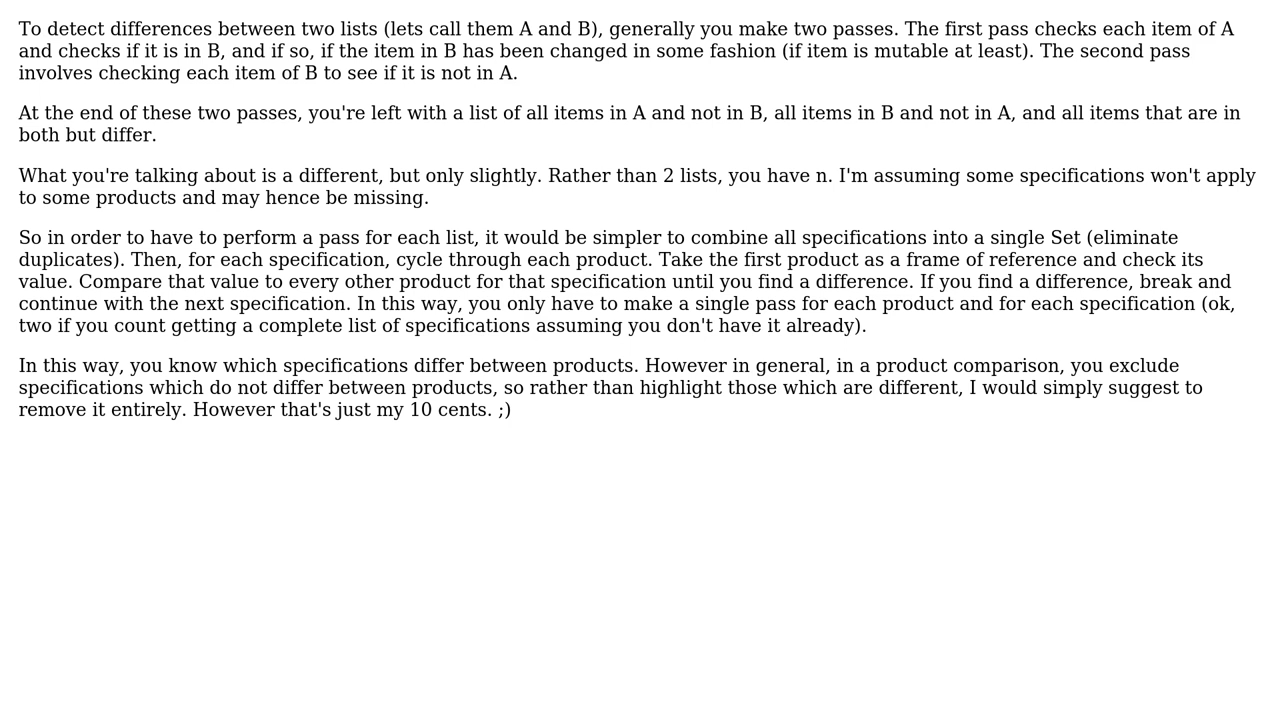 To detect differences between two lists (lets call them A and B), generally you make two passes. The first pass checks each item of A
and checks if it is in B, and if so, if the item in B has been changed in some fashion (if item is mutable at least). The second pass
involves checking each item of B to see if it is not in A.
At the end of these two passes, you're left with a list of all items in A and not in B, all items in B and not in A, and all items that are in
both but differ.
What you're talking about is a different, but only slightly. Rather than 2 lists, you have n. I'm assuming some specifications won't apply
to some products and may hence be missing.
So in order to have to perform a pass for each list, it would be simpler to combine all specifications into a single Set (eliminate
duplicates). Then, for each specification, cycle through each product. Take the first product as a frame of reference and check its
value. Compare that value to every other product for that specification until you find a difference. If you find a difference, break and
continue with the next specification. In this way, you only have to make a single pass for each product and for each specification (ok,
two if you count getting a complete list of specifications assuming you don't have it already).
In this way, you know which specifications differ between products. However in general, in a product comparison, you exclude
specifications which do not differ between products, so rather than highlight those which are different, I would simply suggest to
remove it entirely. However that's just my 10 cents. ;)